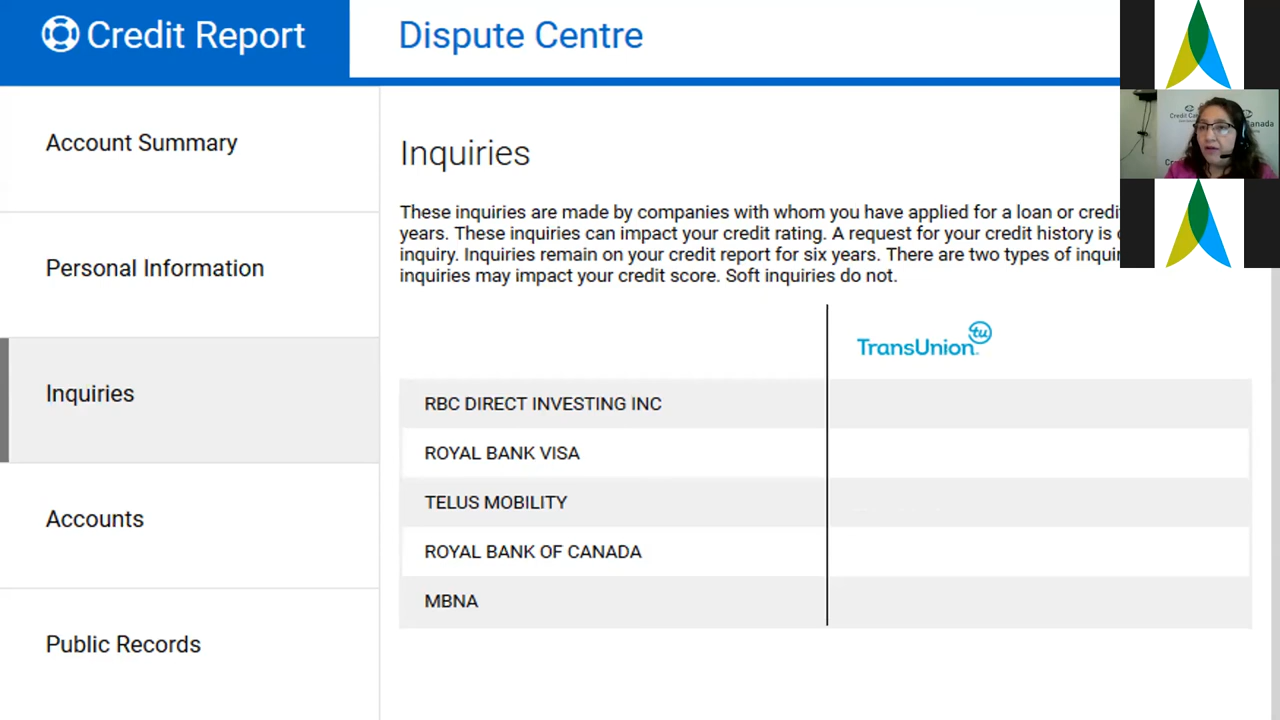 Credit Report
Dispute Centre
Account Summary
Personal Information
Inquiries
Accounts
Public Records
Inquiries
These inquiries are made by companies with whom you have applied for a loan or
years. These inquiries can impact your credit rating. A request for your credit history is
inquiry. Inquiries remain on your credit report for six years. There are two types of
inquiries may impact your credit score. Soft inquiries do not.
TransUnion tu
RBC DIRECT INVESTING INC
ROYAL BANK VISA
TELUS MOBILITY
ROYAL BANK OF CANADA
MBNA